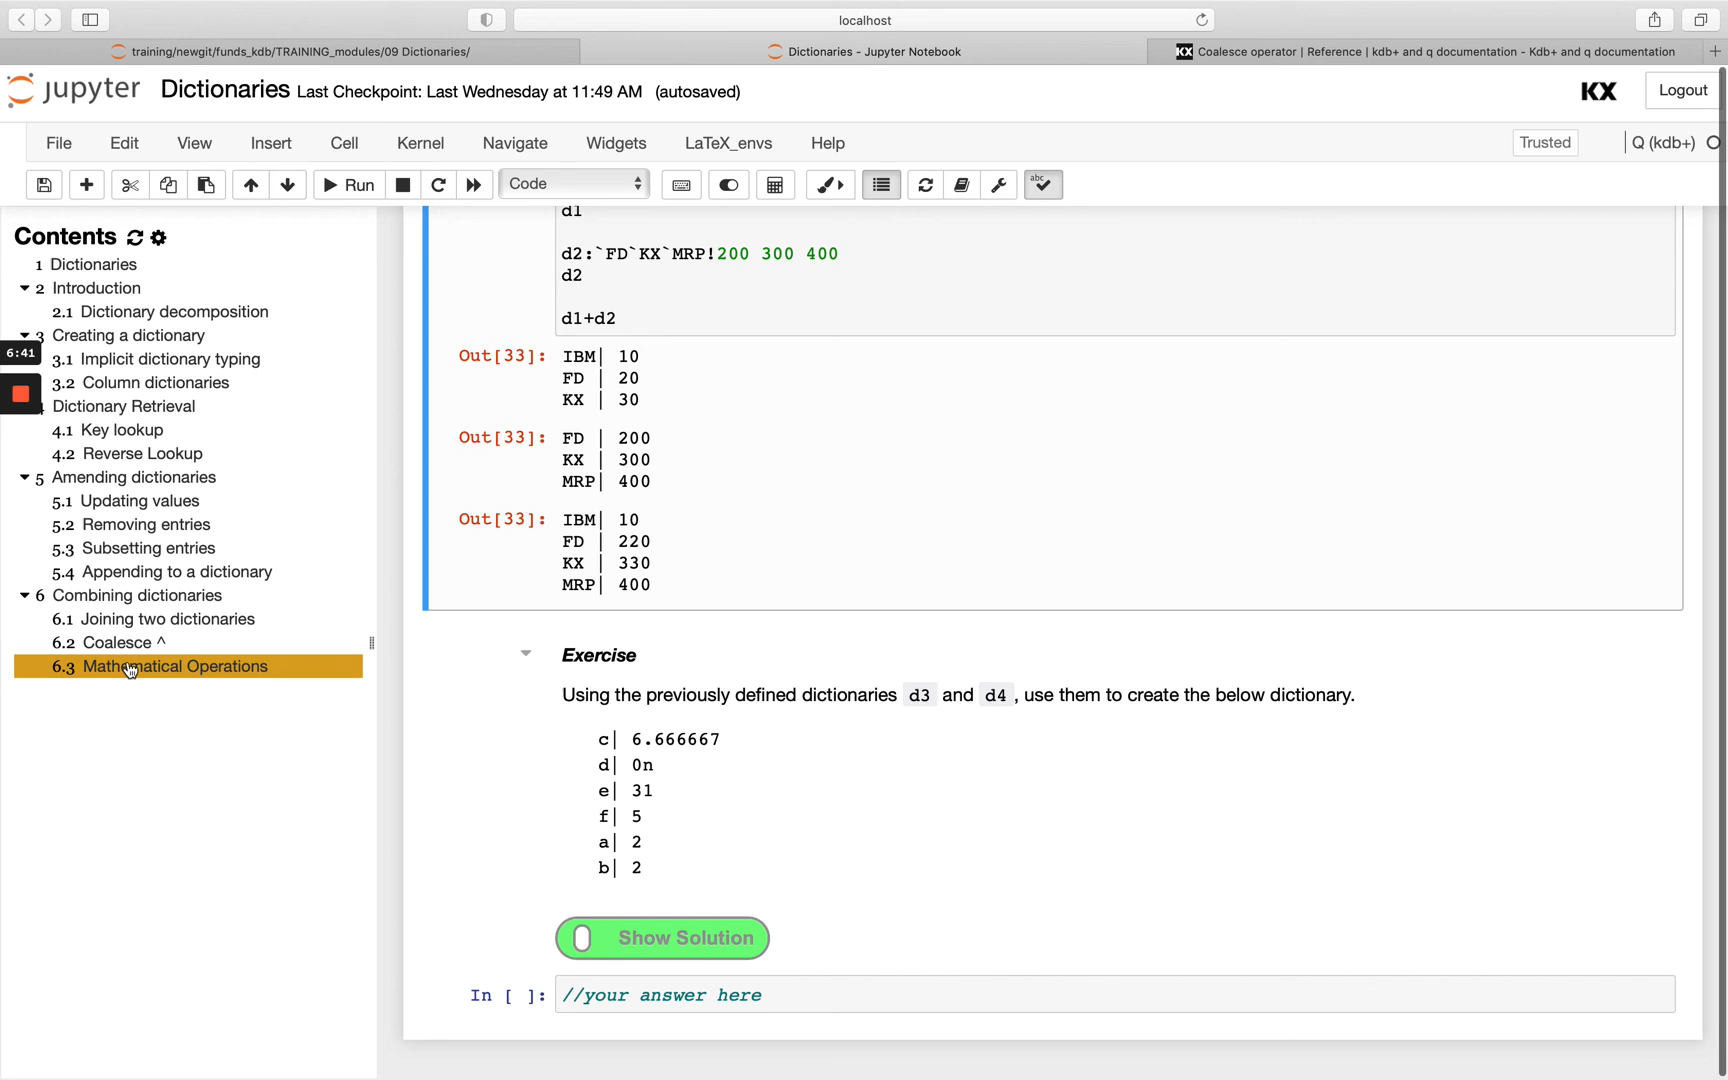 localhost
training/newgit/funds_kdb/TRAINING_modules/09 Dictionaries/
Dictionaries - Jupyter Notebook
KX Coalesce operator | Reference | kdb+ and q documentation - Kdb+ and q documentation
jupyter Dictionaries Last Checkpoint: Last Wednesday at 11:49 AM (autosaved)
KX
Logout
File Edit View Insert Cell Kernel Navigate Widgets LaTeX_envs Help
Trusted
Q (kdb+)
Run
Code
abc
Contents
1 Dictionaries
2 Introduction
2.1 Dictionary decomposition
3 Creating a dictionary
6:41
3.1 Implicit dictionary typing
3.2 Column dictionaries
Dictionary Retrieval
4.1 Key lookup
4.2 Reverse Lookup
5 Amending dictionaries
5.1 Updating values
5.2 Removing entries
5.3 Subsetting entries
5.4 Appending to a dictionary
6 Combining dictionaries
6.1 Joining two dictionaries
6.2 Coalesce ^
6.3 Mathematical Operations
d1
d2:`FD`KX`MRP!200 300 400
d2
d1+d2
Out[33]: IBM| 10
FD | 20
KX | 30
Out[33]: FD | 200
KX | 300
MRP| 400
Out[33]: IBM| 10
FD | 220
KX | 330
MRP| 400
Exercise
Using the previously defined dictionaries d3 and d4 , use them to create the below dictionary.
c| 6.666667
d| 0n
e| 31
f| 5
a| 2
b| 2
Show Solution
In [ ]: //your answer here